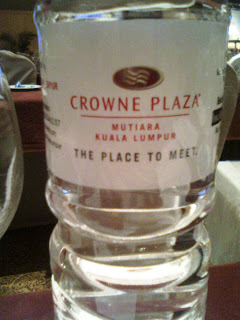 CROWNE PLAZA
MUTIARA
KUALA LUMPUR
THE PLACE TO MEET.